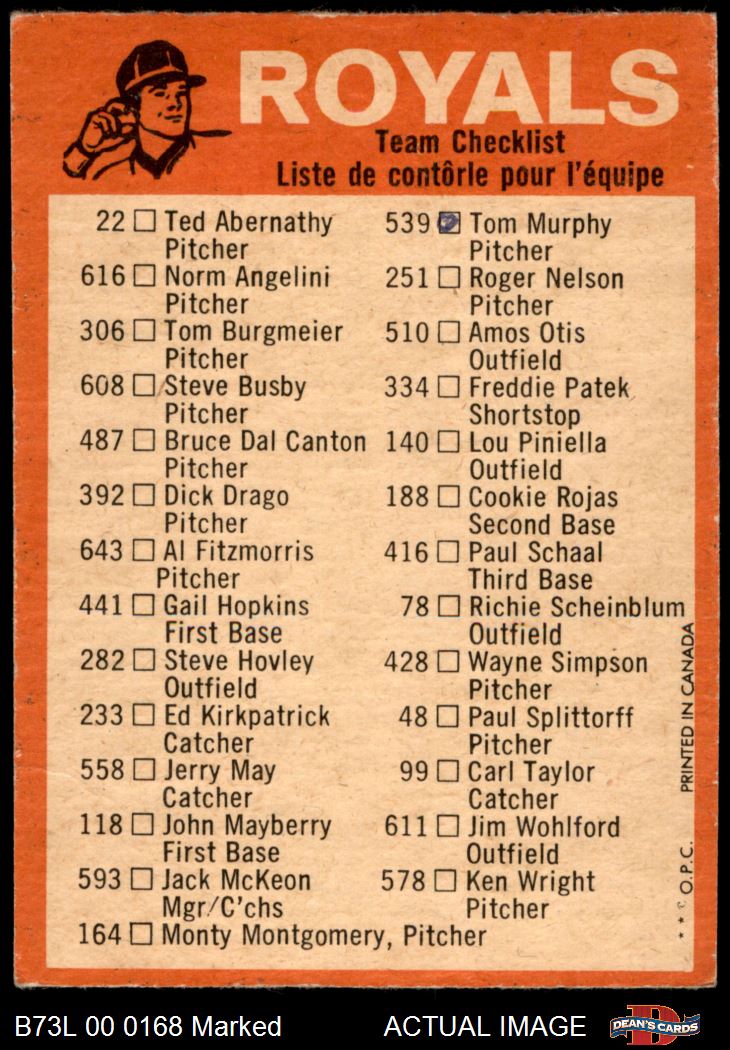 ROYALS
Team Checklist
Liste de contôrle pour l'équipe
22 Ted Abernathy
Pitcher
616 Norm Angelini
Pitcher
306 Tom Burgmeier
Pitcher
608 Steve Busby
Pitcher
487 Bruce Dal Canton
Pitcher
392 Dick Drago
Pitcher
643 Al Fitzmorris
Pitcher
441 Gail Hopkins
First Base
282 Steve Hovley
Outfield
233 Ed Kirkpatrick
Catcher
558 Jerry May
Catcher
118 John Mayberry
First Base
593 Jack McKeon
Mgr/C'chs
164 Monty Montgomery, Pitcher
539 Tom Murphy
Pitcher
251 Roger Nelson
Pitcher
510 Amos Otis
Outfield
334 Freddie Patek
Shortstop
140 Lou Piniella
Outfield
188 Cookie Rojas
Second Base
416 Paul Schaal
Third Base
78 Richie Scheinblum
Outfield
428 Wayne Simpson
Pitcher
48 Paul Splittorff
Pitcher
99 Carl Taylor
Catcher
611 Jim Wohlford
Outfield
578 Ken Wright
Pitcher
* * © O.P.C. PRINTED IN CANADA
B73L 00 0168 Marked ACTUAL IMAGE
DEAN'S CARDS